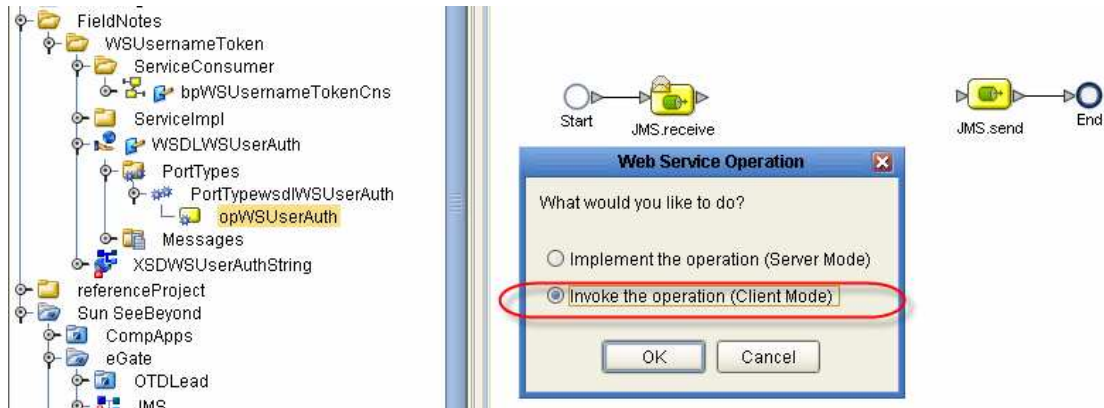 FieldNotes
WSUsernameToken
ServiceConsumer
bpWSUsernameTokenCns
ServiceImpl
WSDLWSUserAuth
PortTypes
PortTypewsdlWSUserAuth
opWSUserAuth
Messages
XSDWSUserAuthString
referenceProject
Sun SeeBeyond
CompApps
eGate
OTDLead
JMS
Start
JMS.receive
JMS.send
End
Web Service Operation
What would you like to do?
Implement the operation (Server Mode)
Invoke the operation (Client Mode)
OK
Cancel